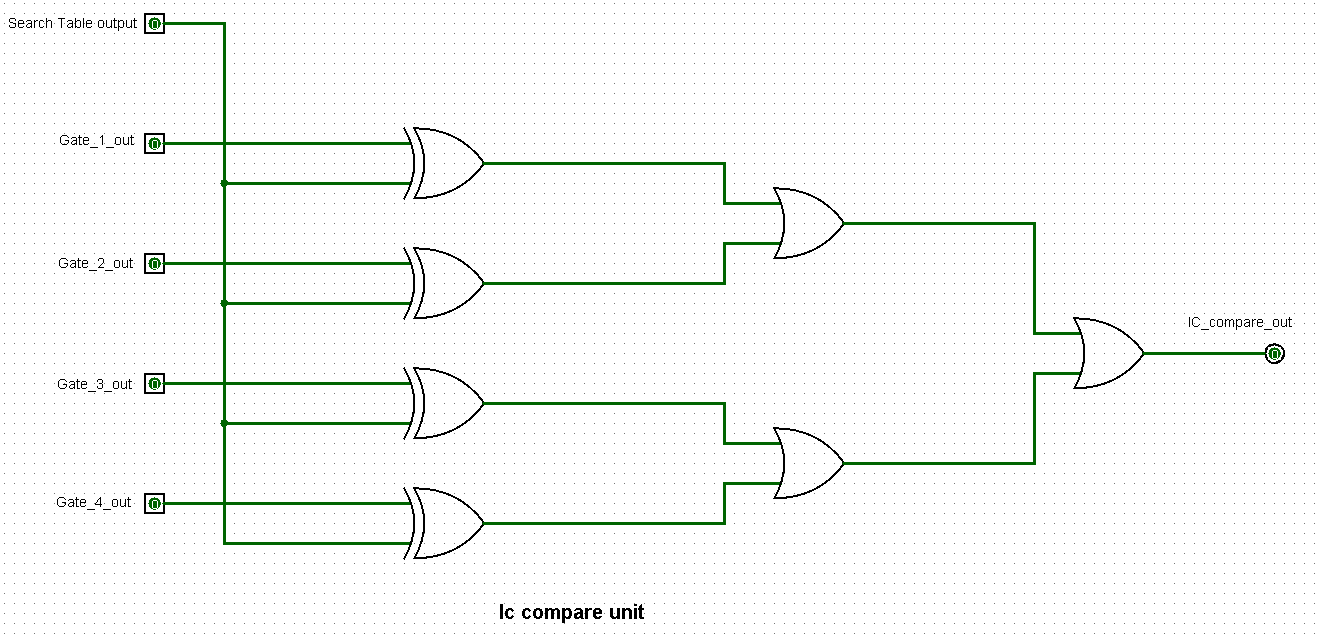 Search Table output
Gate_1_out
Gate_2_out
IC_compare_out
Gate_3_out
Gate_4_out
Ic compare unit